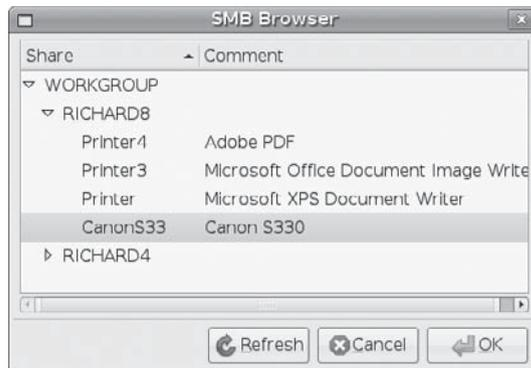 SMB Browser
Share Comment
WORKGROUP
RICHARD8
Printer4 Adobe PDF
Printer3 Microsoft Office Document Image Write
Printer Microsoft XPS Document Writer
CanonS33 Canon S330
RICHARD4
Refresh Cancel OK